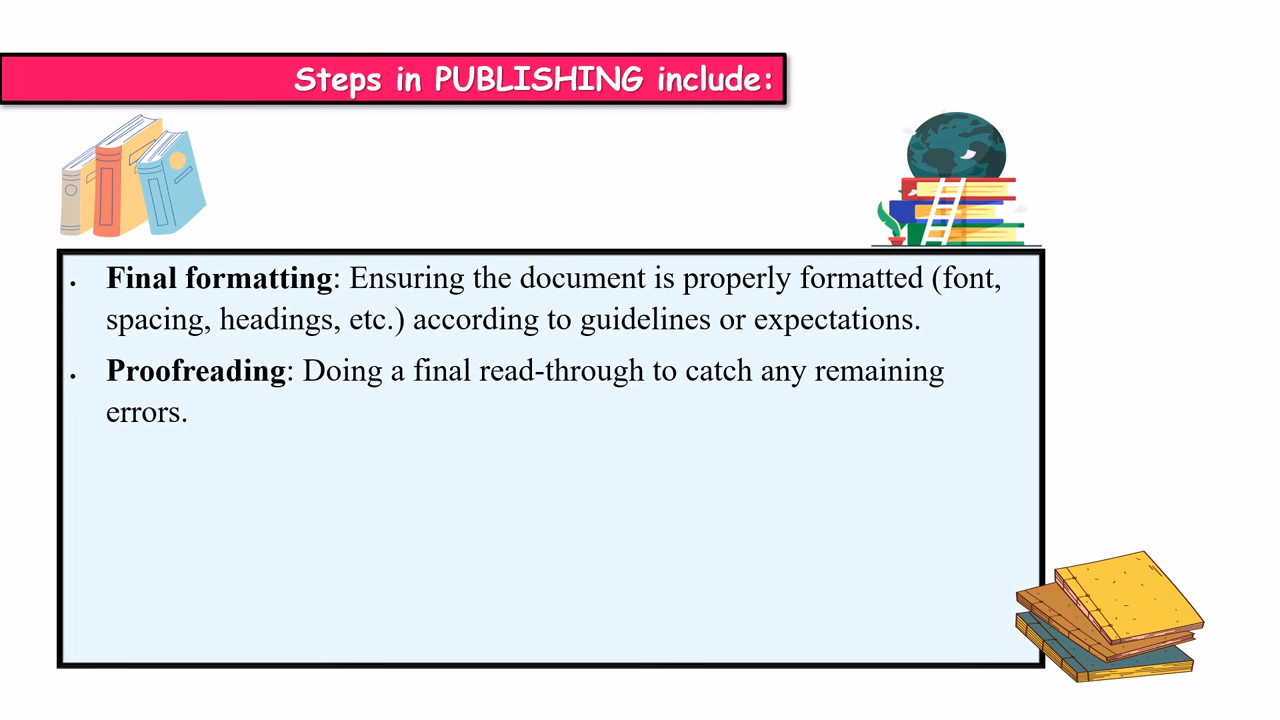 Steps in PUBLISHING include:
• Final formatting: Ensuring the document is properly formatted (font,
spacing, headings, etc.) according to guidelines or expectations.
• Proofreading: Doing a final read-through to catch any remaining
errors.